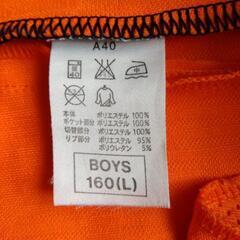 A40
40
本体 ポリエステル 100%
ポケット部分 ポリエステル 100%
切替部分 ポリエステル 100%
リブ部分 ポリエステル 95%
ポリウレタン 5%
BOYS
160(L)